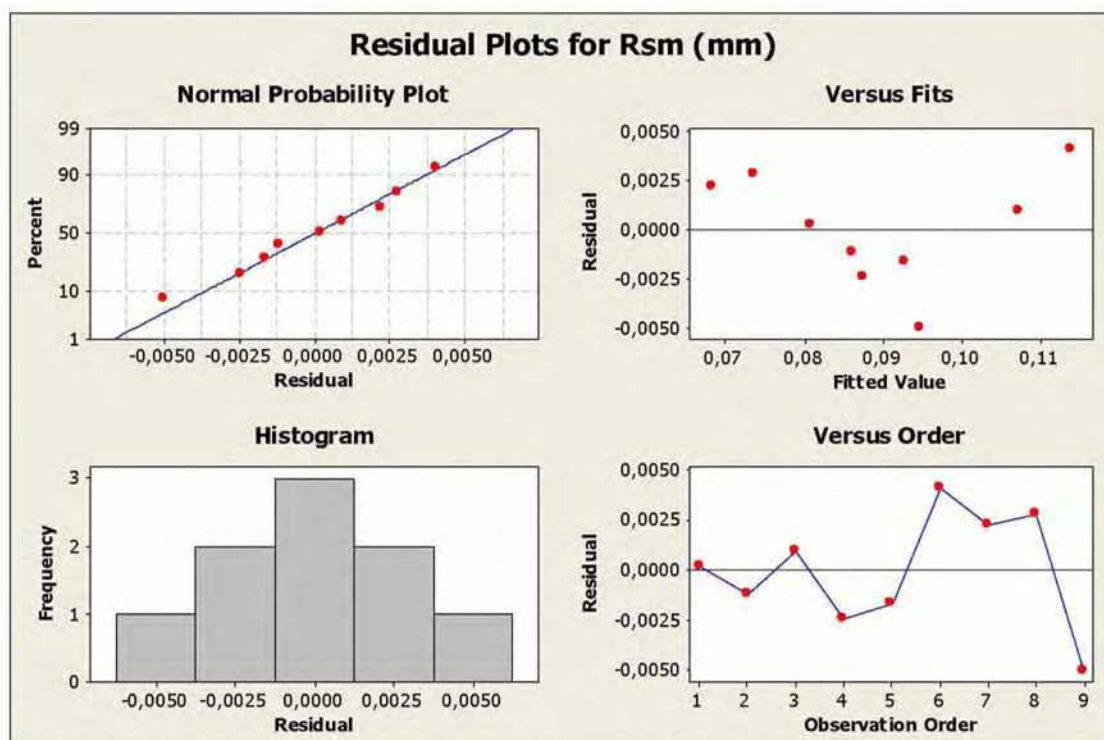 Residual Plots for Rsm (mm)
Normal Probability Plot
Percent
99
90
50
10
1
-0,0050 -0,0025 0,0000 0,0025 0,0050
Residual
Versus Fits
Residual
0,0050
0,0025
0,0000
-0,0025
-0,0050
0,07 0,08 0,09 0,10 0,11
Fitted Value
Histogram
Frequency
3
2
1
0
-0,0050 -0,0025 0,0000 0,0025 0,0050
Residual
Versus Order
Residual
0,0050
0,0025
0,0000
-0,0025
-0,0050
1 2 3 4 5 6 7 8 9
Observation Order